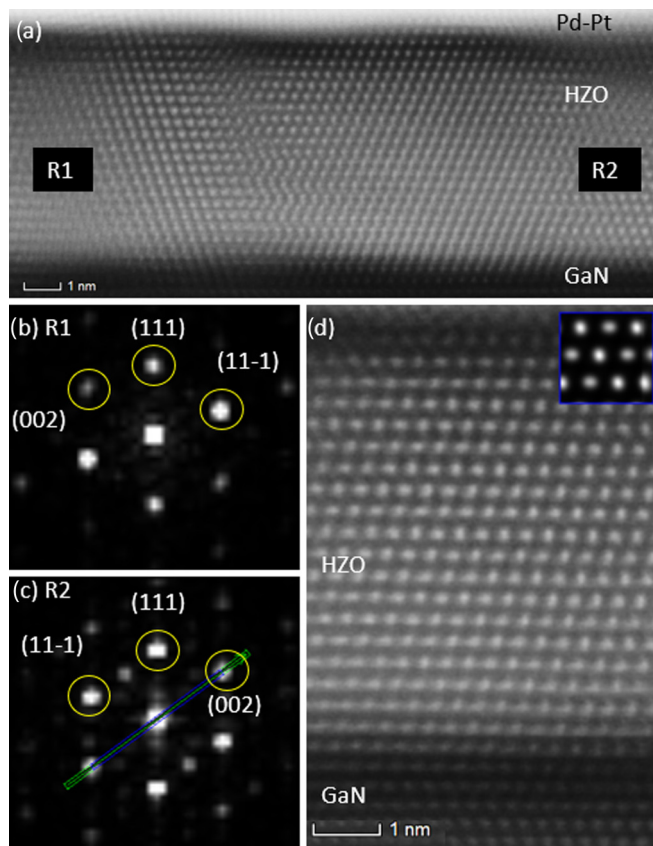 (a)
Pd-Pt
HZO
R1
R2
1 nm
GaN
(b) R1
(111)
(11-1)
(002)
(c) R2
(111)
(11-1)
(002)
(d)
HZO
GaN
1 nm